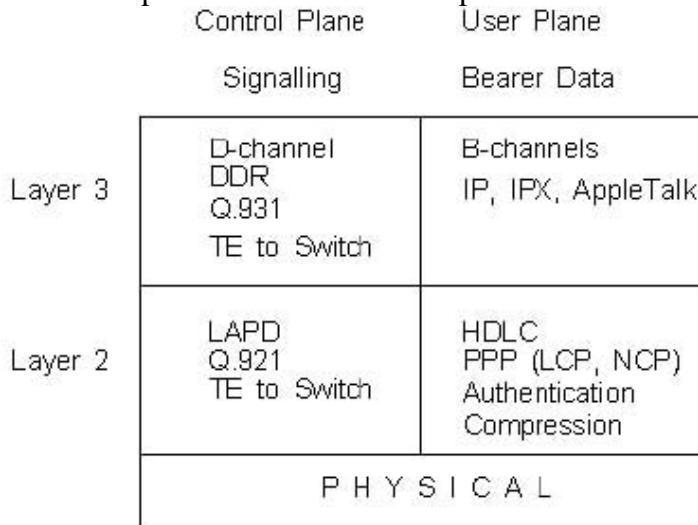 Control Plane
User Plane
Signalling
Bearer Data
Layer 3
D-channel
DDR
Q.931
TE to Switch
B-channels
IP, IPX, AppleTalk
Layer 2
LAPD
Q.921
TE to Switch
HDLC
PPP (LCP, NCP)
Authentication
Compression
PHYSICAL